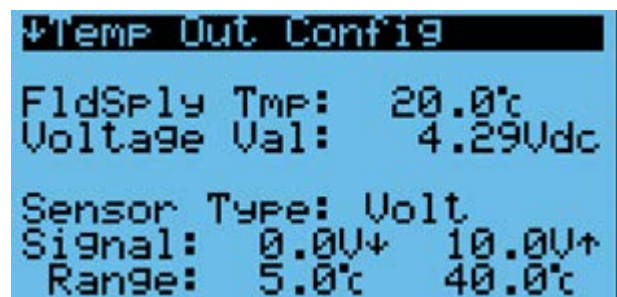 ↓Temp Out Config
FldSply Tmp: 20.0℃
Voltage Val: 4.29Vdc
Sensor Type: Volt
Signal: 0.0V↓ 10.0V↑
Range: 5.0℃ 40.0℃